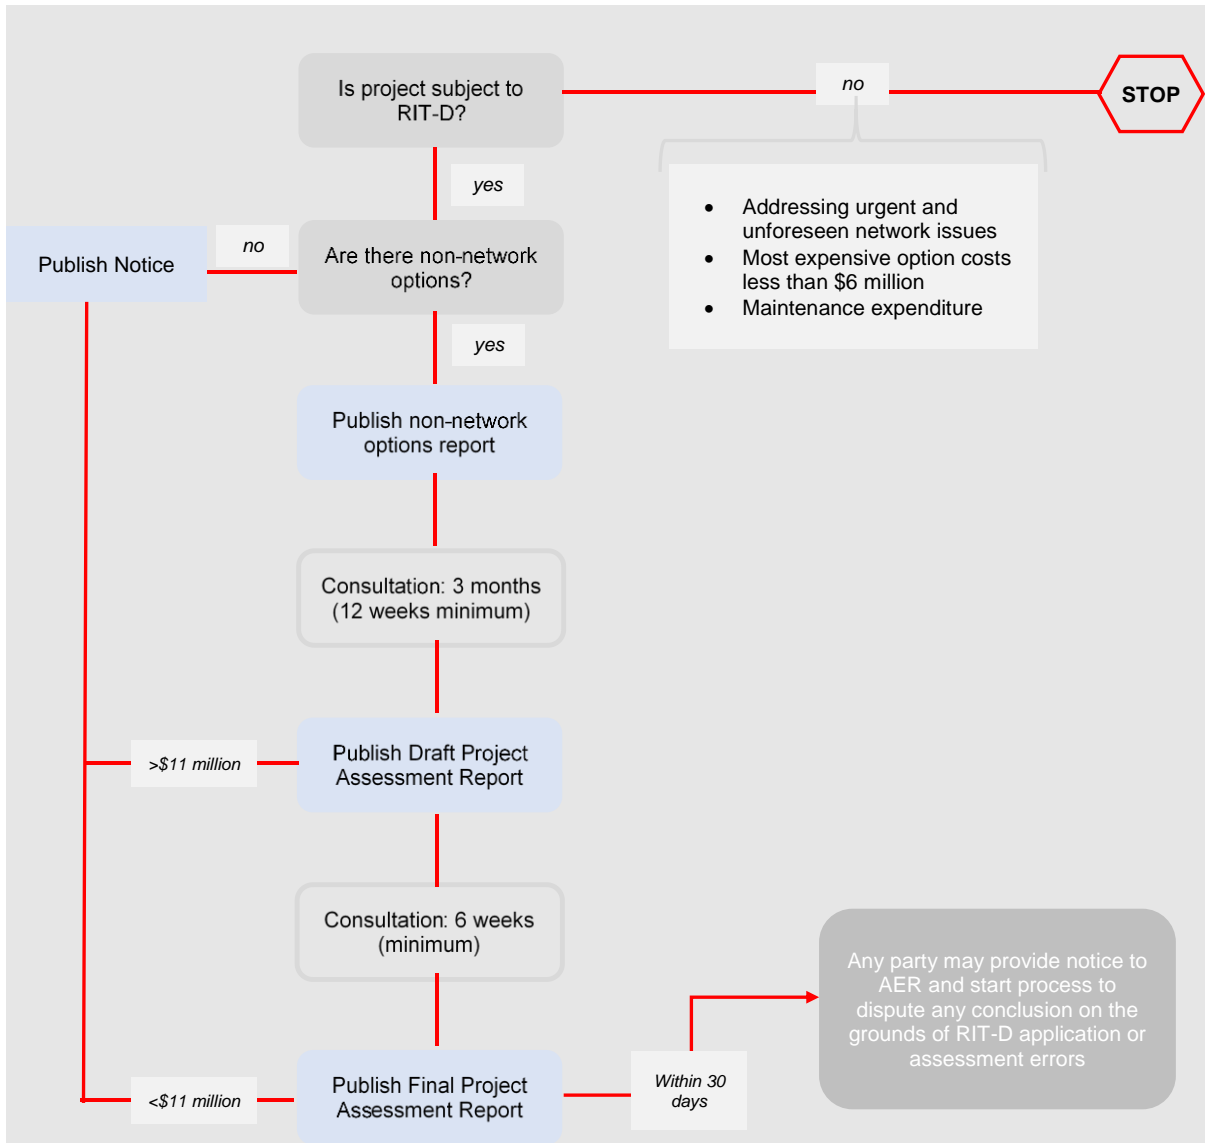 Is project subject to
RIT-D?
no
STOP
yes
• Addressing urgent and
unforeseen network issues
• Most expensive option costs
less than $6 million
• Maintenance expenditure
Publish Notice
no
Are there non-network
options?
yes
Publish non-network
options report
Consultation: 3 months
(12 weeks minimum)
>$11 million
Publish Draft Project
Assessment Report
Consultation: 6 weeks
(minimum)
Any party may provide notice to
AER and start process to
dispute any conclusion on the
grounds of RIT-D application or
assessment errors
<$11 million
Publish Final Project
Assessment Report
Within 30
days